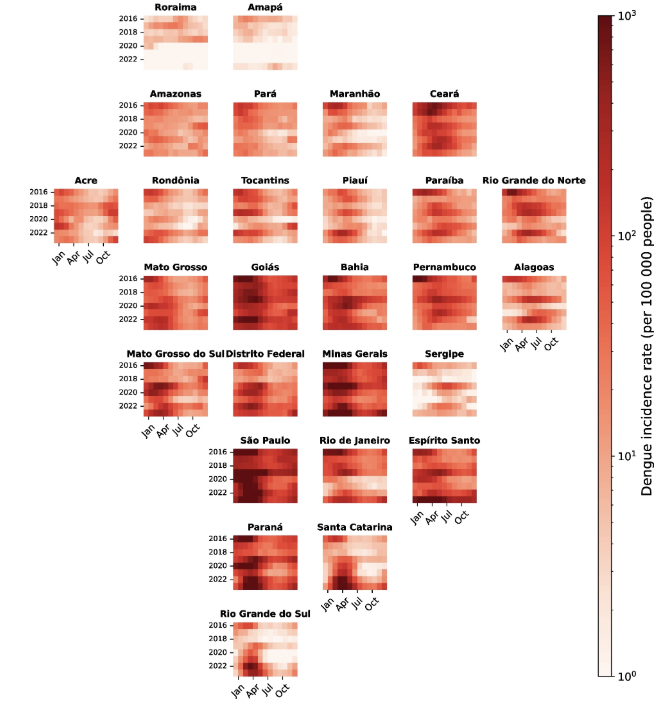 Roraima Amapá
2016
2018
2020
2022
Amazonas Pará Maranhão Ceará
2016
2018
2020
2022
Acre Rondônia Tocantins Piauí Paraíba Rio Grande do Norte
2016 2016
2018 2018
2020 2020
2022 2022
Jan Apr Jul Oct
Mato Grosso Goiás Bahia Pernambuco Alagoas
2016
2018
2020
2022
Jan Apr Jul Oct
Mato Grosso do Sul Distrito Federal Minas Gerais Sergipe
2016
2018
2020
2022
Jan Apr Jul Oct
São Paulo Rio de Janeiro Espírito Santo
2016
2018
2020
2022
Jan Apr Jul Oct
Paraná Santa Catarina
2016
2018
2020
2022
Jan Apr Jul Oct
Rio Grande do Sul
2016
2018
2020
2022
Jan Apr Jul Oct
10³
10²
10¹
10⁰
Dengue incidence rate (per 100 000 people)